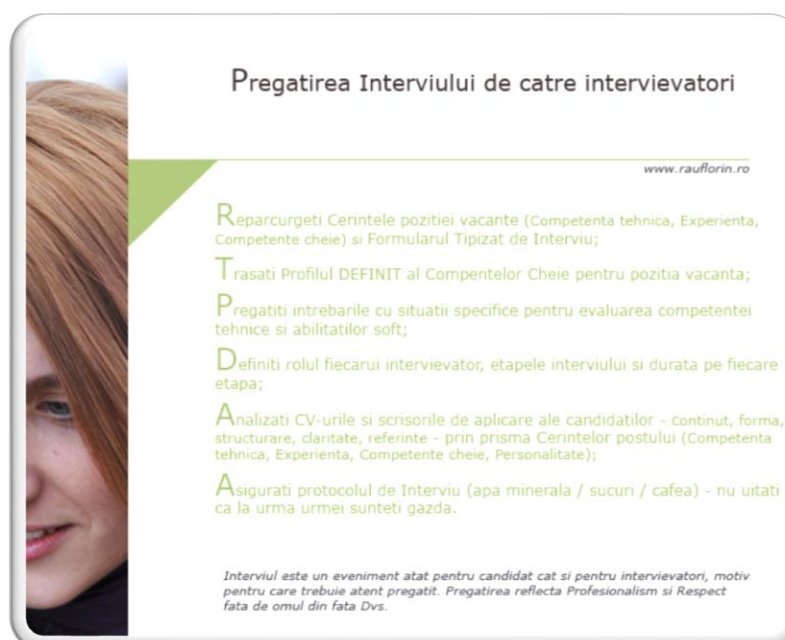 Pregatirea Interviului de catre intervievatori
www.rauflorin.ro
Reparcurgeti Cerintele pozitiei vacante (Competenta tehnica, Experienta,
Competente cheie) si Formularul Tipizat de Interviu;
Trasati Profilul DEFINIT al Compentelor Cheie pentru pozitia vacanta;
Pregatiti intrebarile cu situatii specifice pentru evaluarea competentei
tehnice si abilitatilor soft;
Definiti rolul fiecarui intervievator, etapele interviului si durata pe fiecare
etapa;
Analizati CV-urile si scrisorile de aplicare ale candidatilor - continut, forma,
structurare, claritate, referinte - prin prisma Cerintelor postului (Competenta
tehnica, Experienta, Competente cheie, Personalitate);
Asigurati protocolul de Interviu (apa minerala / sucuri / cafea) - nu uitati
ca la urma urmei sunteti gazda.
Interviul este un eveniment atat pentru candidat cat si pentru intervievatori, motiv
pentru care trebuie atent pregatit. Pregatirea reflecta Profesionalism si Respect
fata de omul din fata Dvs.